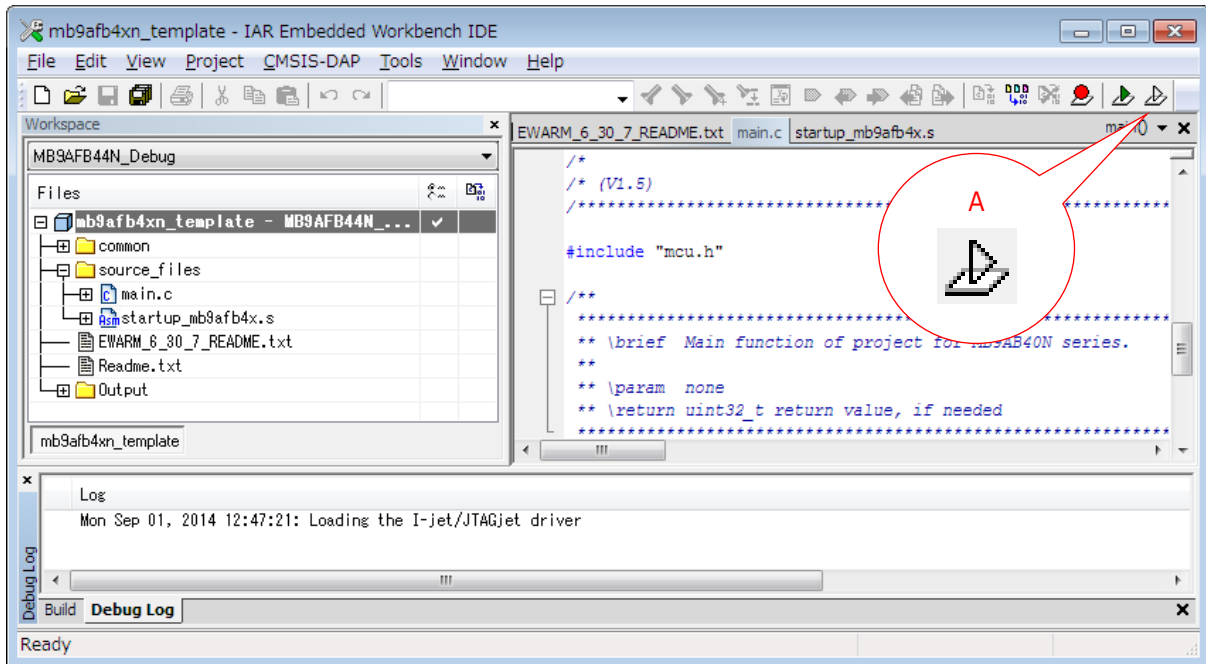 mb9afb4xn_template - IAR Embedded Workbench IDE
File Edit View Project CMSIS-DAP Tools Window Help
Workspace
MB9AFB44N_Debug
Files
mb9afb4xn_template - MB9AFB44N_...
common
source_files
main.c
startup_mb9afb4x.s
EWARM_6_30_7_README.txt
Readme.txt
Output
mb9afb4xn_template
EWARM_6_30_7_README.txt main.c startup_mb9afb4x.s
/*
/* (V1.5)
#include "mcu.h"
/**
** \brief Main function of project for MB9AB40N series.
**
** \param none
** \return uint32_t return value, if needed
A
Log
Mon Sep 01, 2014 12:47:21: Loading the I-jet/JTAGjet driver
Debug Log
Build Debug Log
Ready